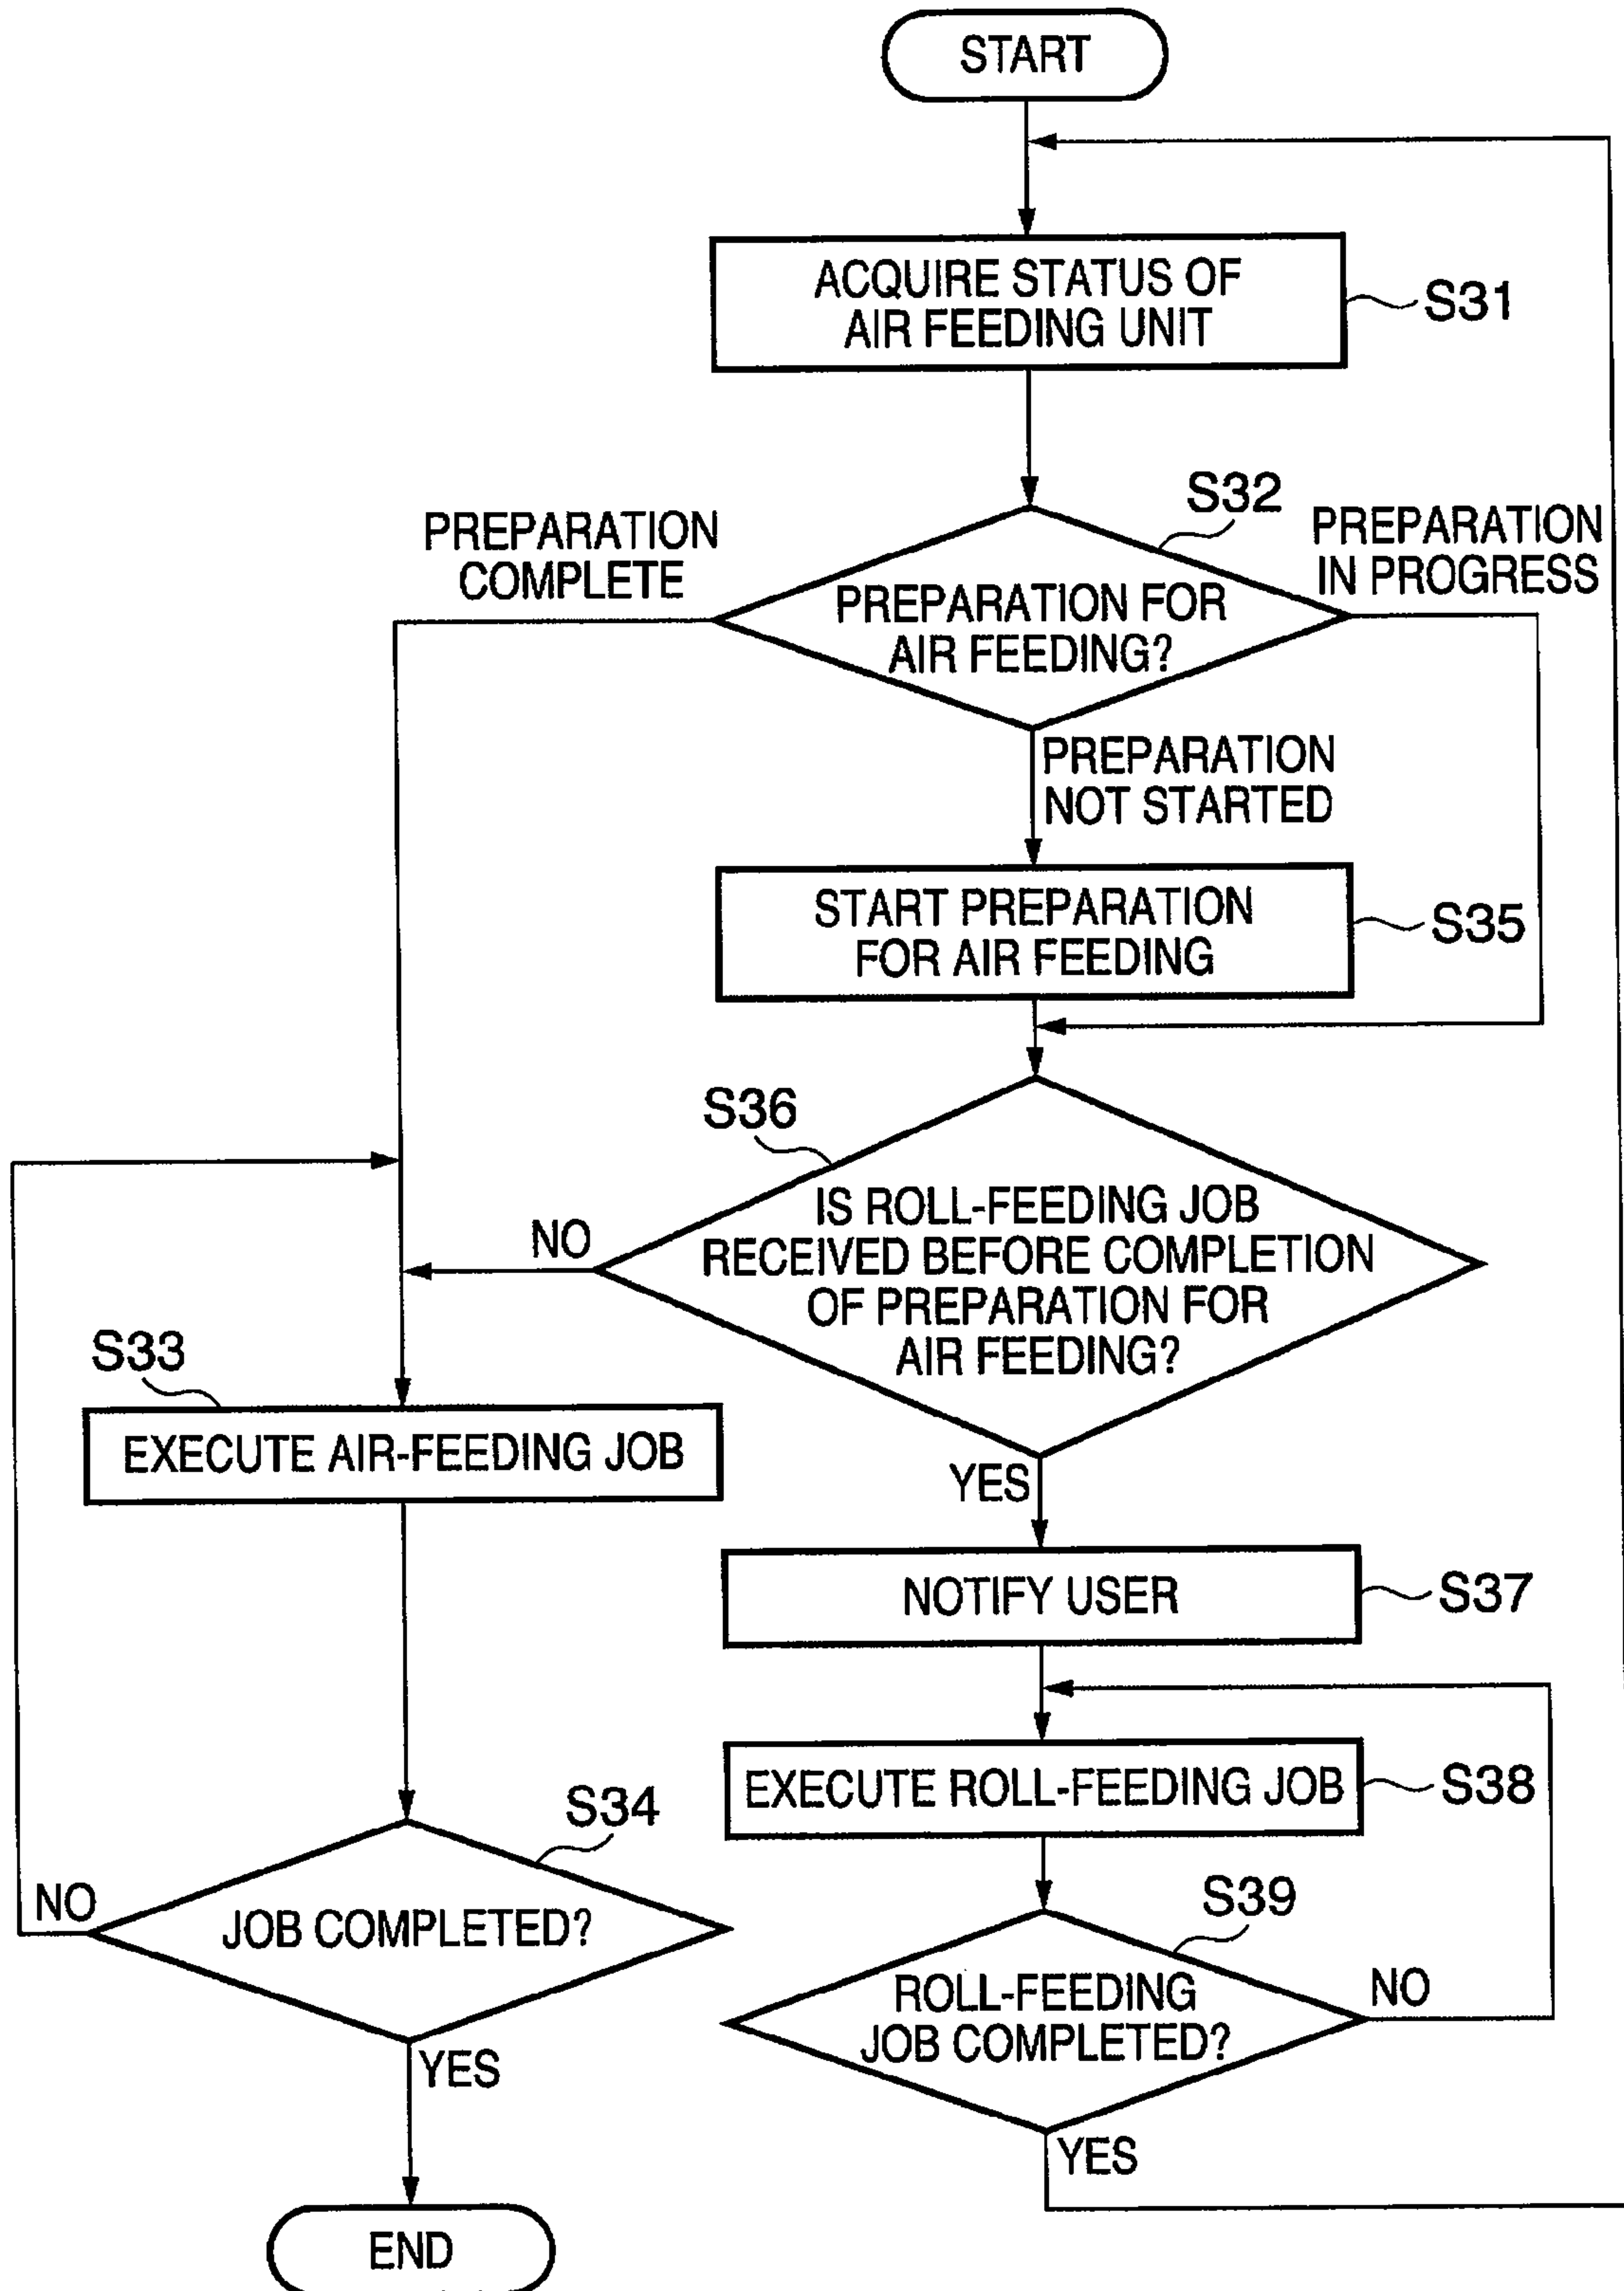 START
ACQUIRE STATUS OF
AIR FEEDING UNIT
S31
S32
PREPARATION
COMPLETE
PREPARATION
IN PROGRESS
PREPARATION FOR
AIR FEEDING?
PREPARATION
NOT STARTED
START PREPARATION
FOR AIR FEEDING
S35
S36
IS ROLL-FEEDING JOB
RECEIVED BEFORE COMPLETION
OF PREPARATION FOR
AIR FEEDING?
NO
YES
S33
EXECUTE AIR-FEEDING JOB
NOTIFY USER
S37
EXECUTE ROLL-FEEDING JOB
S38
S34
JOB COMPLETED?
NO
YES
S39
ROLL-FEEDING
JOB COMPLETED?
NO
YES
END